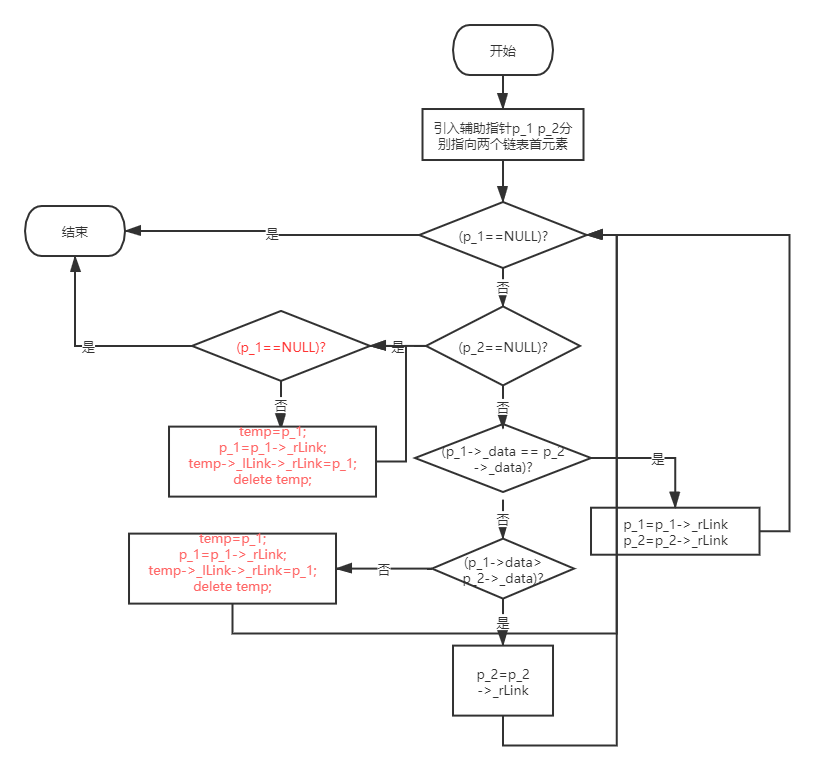 开始
引入辅助指针p_1 p_2分
别指向两个链表首元素
结束
是
(p_1==NULL)?
否
是
(p_1==NULL)?
是
(p_2==NULL)?
否
否
temp=p_1;
p_1=p_1->_rLink;
temp->_lLink->_rLink=p_1;
delete temp;
(p_1->_data == p_2
->_data)?
是
否
p_1=p_1->_rLink
p_2=p_2->_rLink
temp=p_1;
p_1=p_1->_rLink;
temp->_lLink->_rLink=p_1;
delete temp;
否
(p_1->data>
p_2->_data)?
是
p_2=p_2
->_rLink